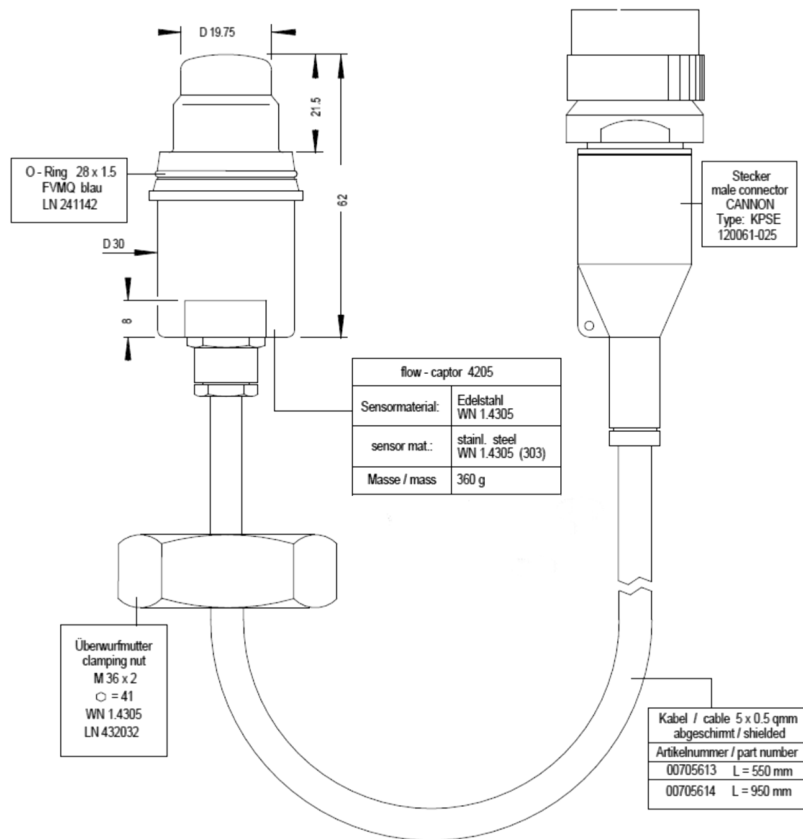 D 19.75
21.5
62
O - Ring 28 x 1.5
FVMQ blau
LN 241142
D 30
8
Stecker
male connector
CANNON
Type: KPSE
120061-025
flow - captor 4205
Sensormaterial: Edelstahl
WN 1.4305
sensor mat.: stainl. steel
WN 1.4305 (303)
Masse / mass 360 g
Überwurfmutter
clamping nut
M 36 x 2
⬡ = 41
WN 1.4305
LN 432032
Kabel / cable 5 x 0.5 qmm
abgeschirmt / shielded
Artikelnummer / part number
00705613 L = 550 mm
00705614 L = 950 mm